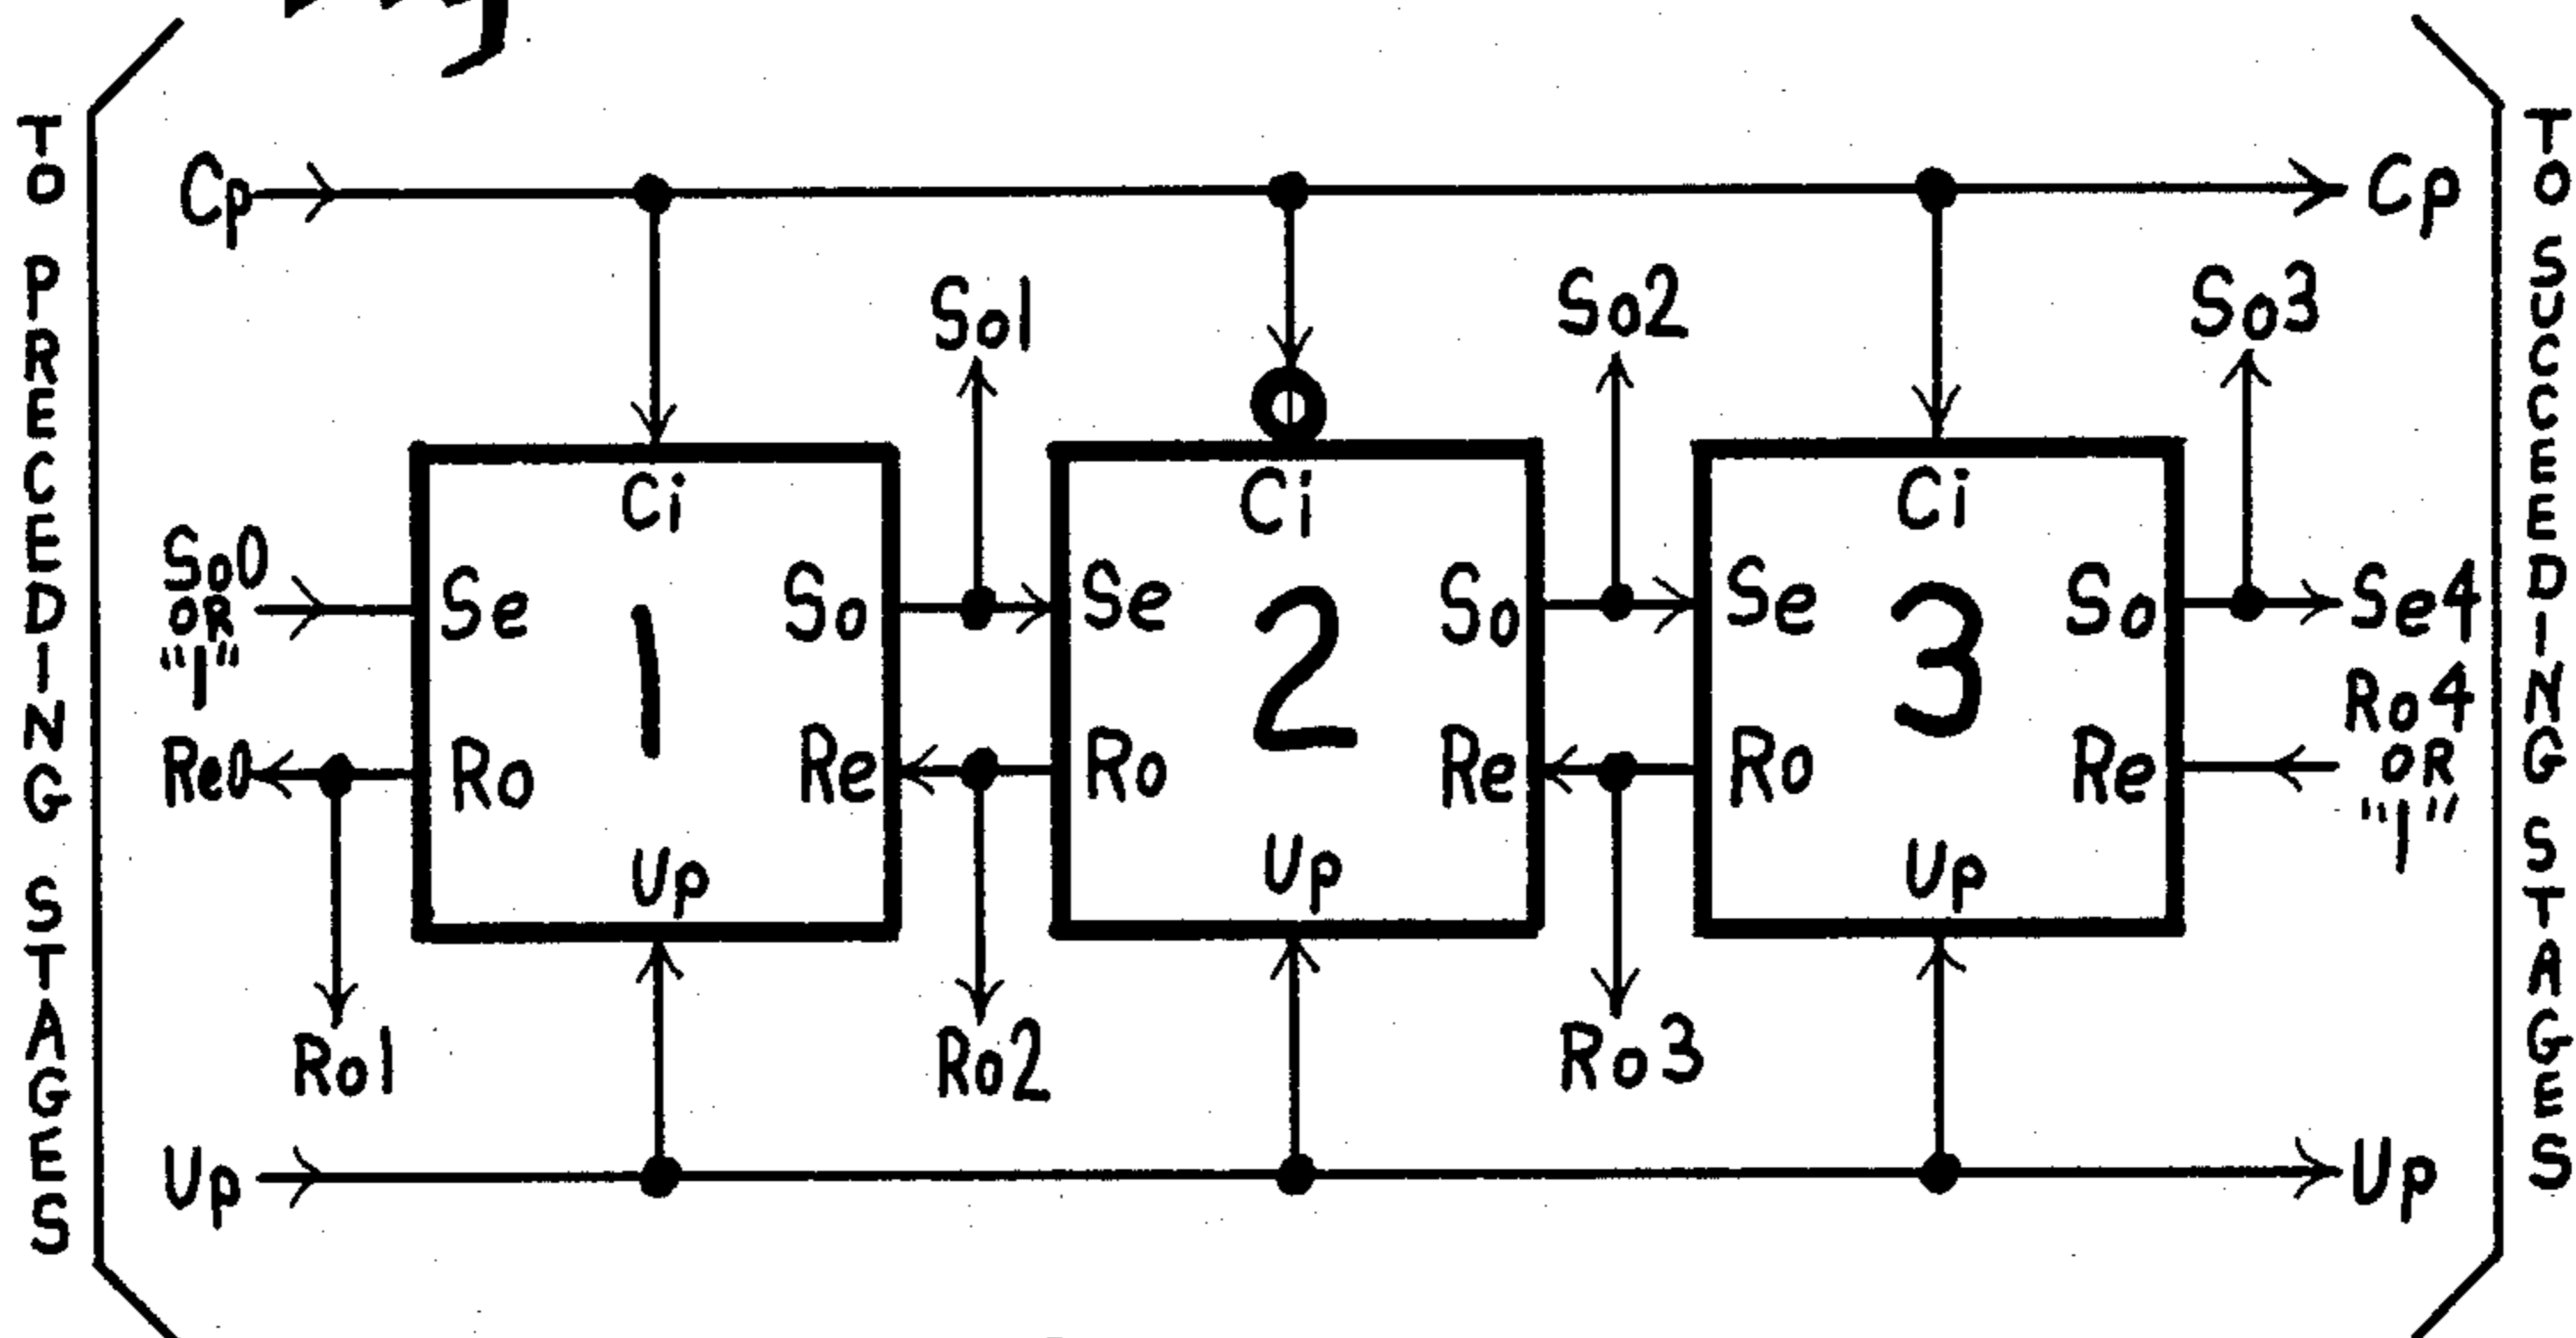 TO PRECEDING STAGES
Cp
Cp
So1
So2
So3
Ci
Ci
Ci
So0
OR
"1"
Se
1
So
Se
2
So
Se
3
So
Se4
Re0
Ro
Re
Ro
Re
Ro
Re
Ro4
OR
"1"
Up
Up
Up
Ro1
Ro2
Ro3
Up
Up
TO SUCCEEDING STAGES